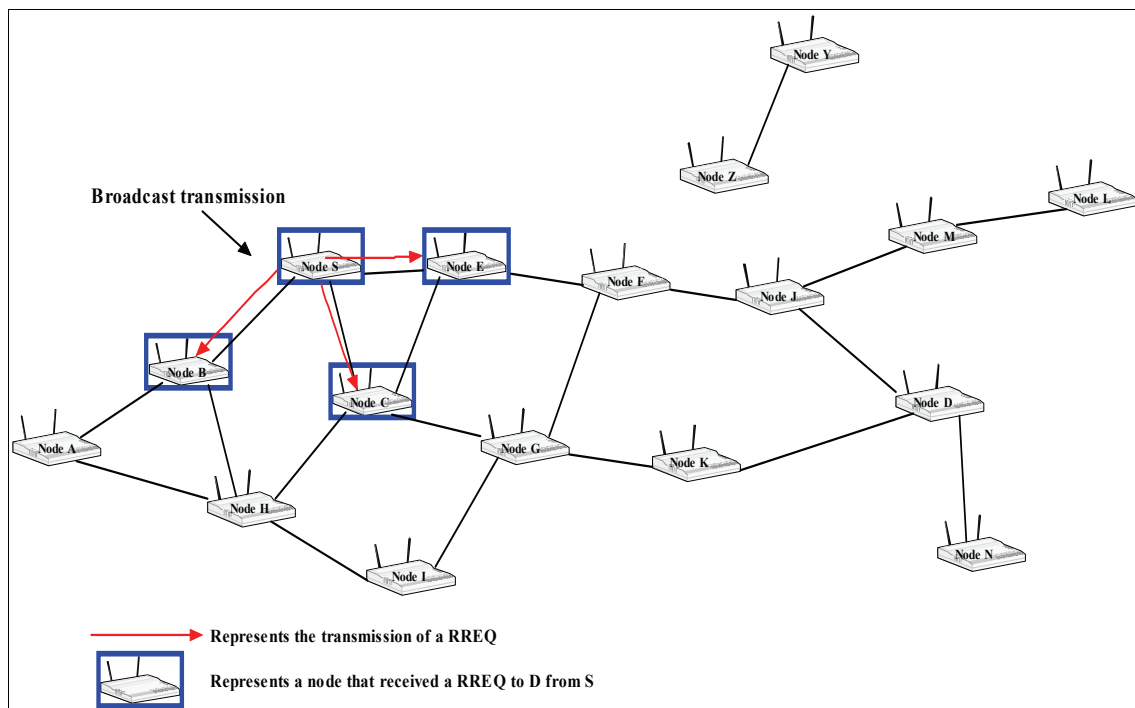 Node Y
Node Z
Node L
Broadcast transmission
Node M
Node S
Node E
Node F
Node J
Node B
Node C
Node D
Node A
Node G
Node K
Node H
Node N
Node I
Represents the transmission of a RREQ
Represents a node that received a RREQ to D from S